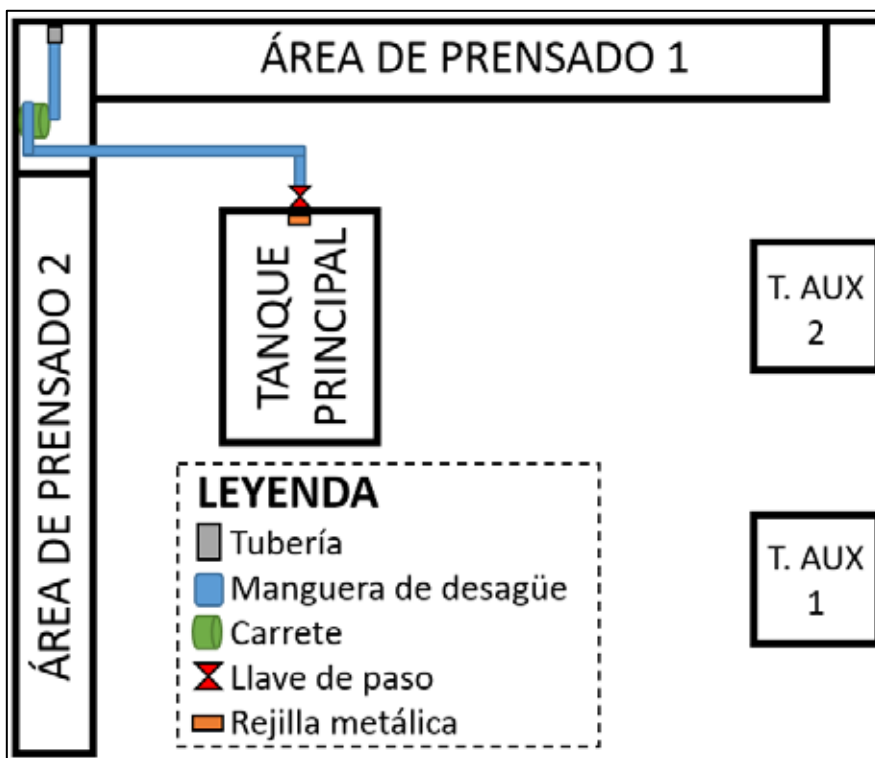 ÁREA DE PRENSADO 1
ÁREA DE PRENSADO 2
TANQUE
PRINCIPAL
T. AUX
2
T. AUX
1
LEYENDA
Tubería
Manguera de desagüe
Carrete
Llave de paso
Rejilla metálica